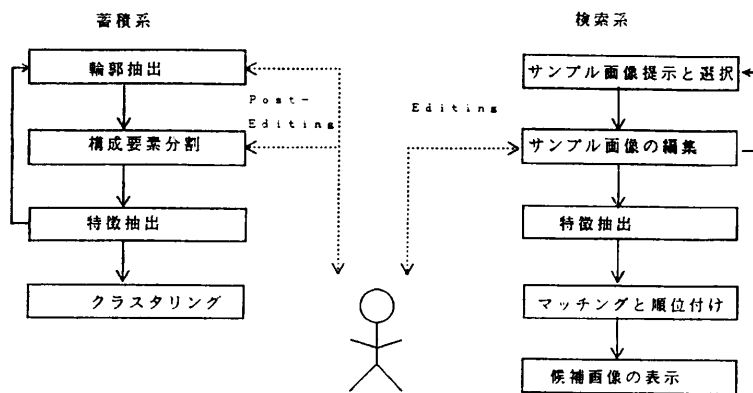 蓄積系
輪郭抽出
Post-
Editing
構成要素分割
特徴抽出
クラスタリング
検索系
サンプル画像提示と選択
Editing
サンプル画像の編集
特徴抽出
マッチングと順位付け
候補画像の表示